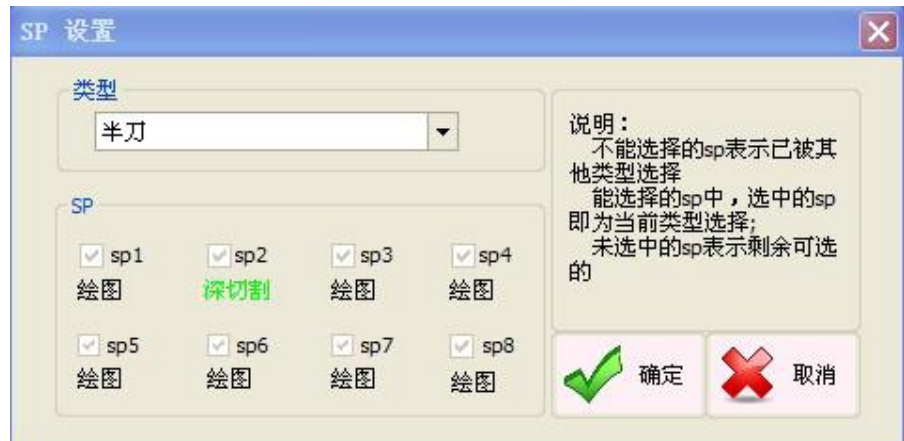 SP 设置
类型
半刀
SP
sp1 sp2 sp3 sp4
绘图 深切割 绘图 绘图
sp5 sp6 sp7 sp8
绘图 绘图 绘图 绘图
说明：
不能选择的sp表示已被其
他类型选择
能选择的sp中，选中的sp
即为当前类型选择;
未选中的sp表示剩余可选
的
确定 取消